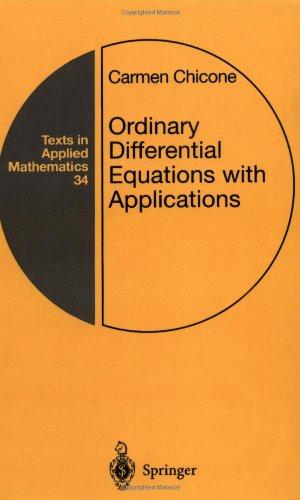 Carmen Chicone
Texts in
Applied
Mathematics
34
Ordinary
Differential
Equations with
Applications
Springer